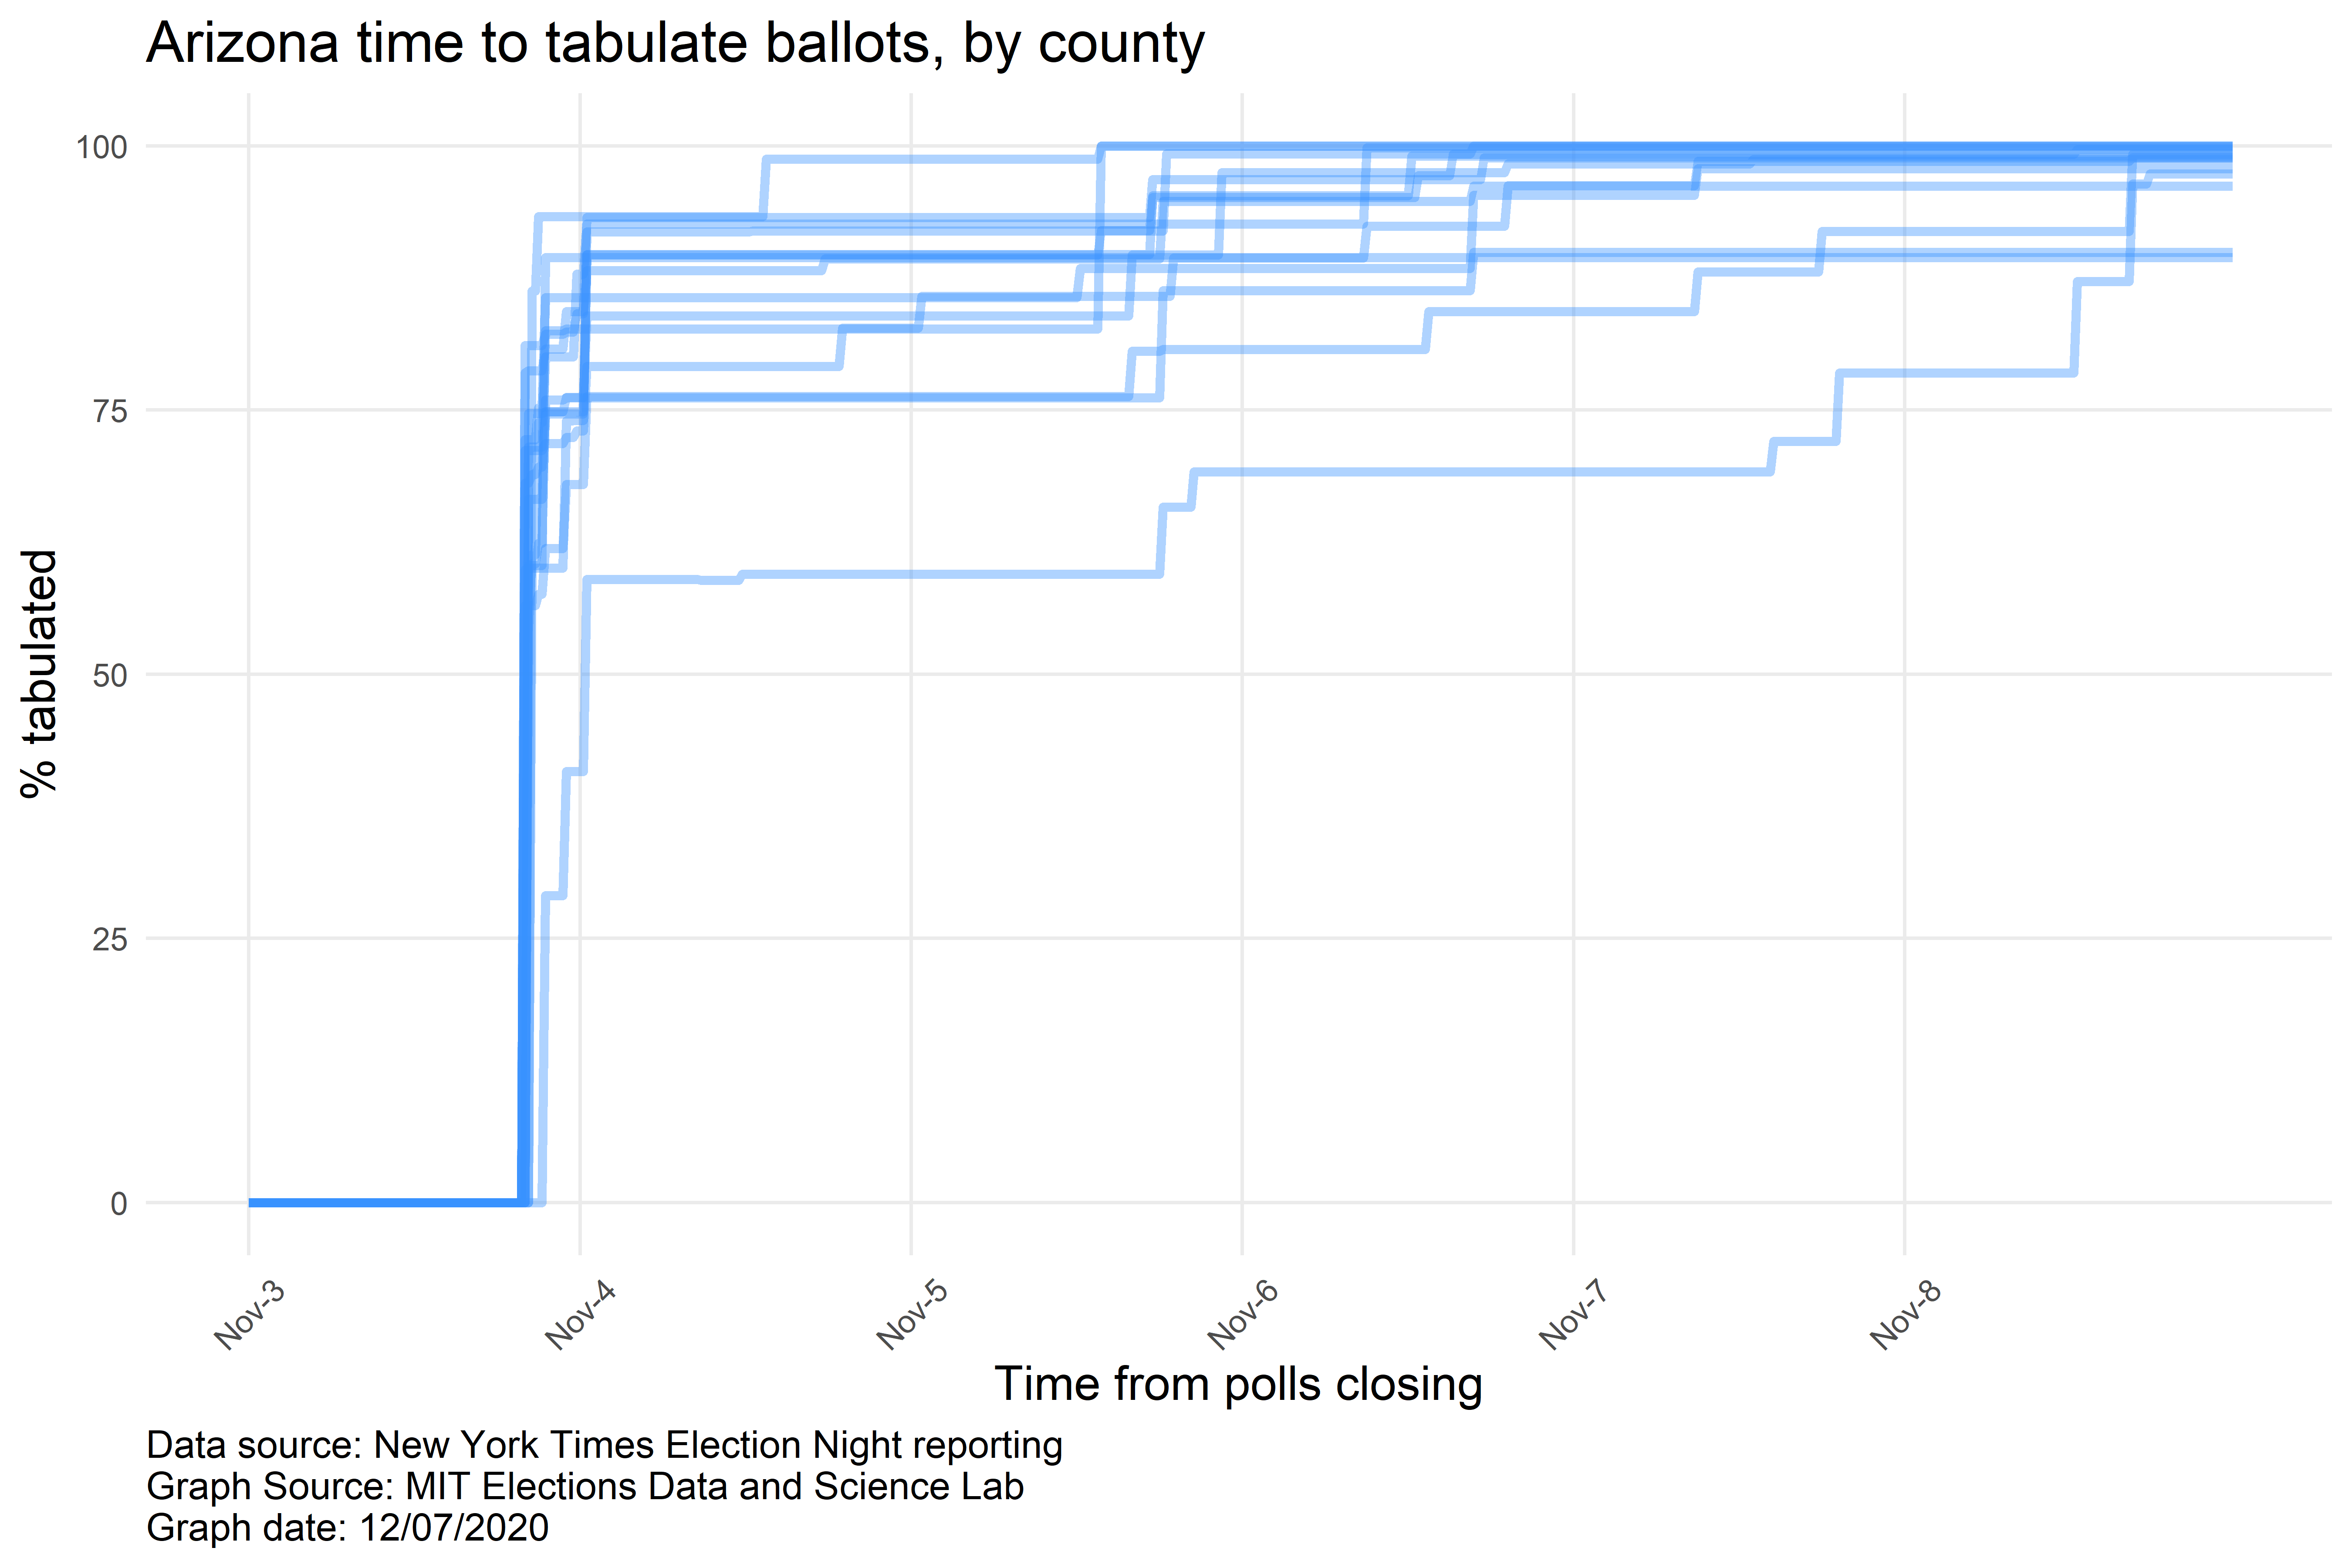 Arizona time to tabulate ballots, by county
% tabulated
100
75
50
25
0
Nov-3
Nov-4
Nov-5
Nov-6
Nov-7
Nov-8
Time from polls closing
Data source: New York Times Election Night reporting
Graph Source: MIT Elections Data and Science Lab
Graph date: 12/07/2020